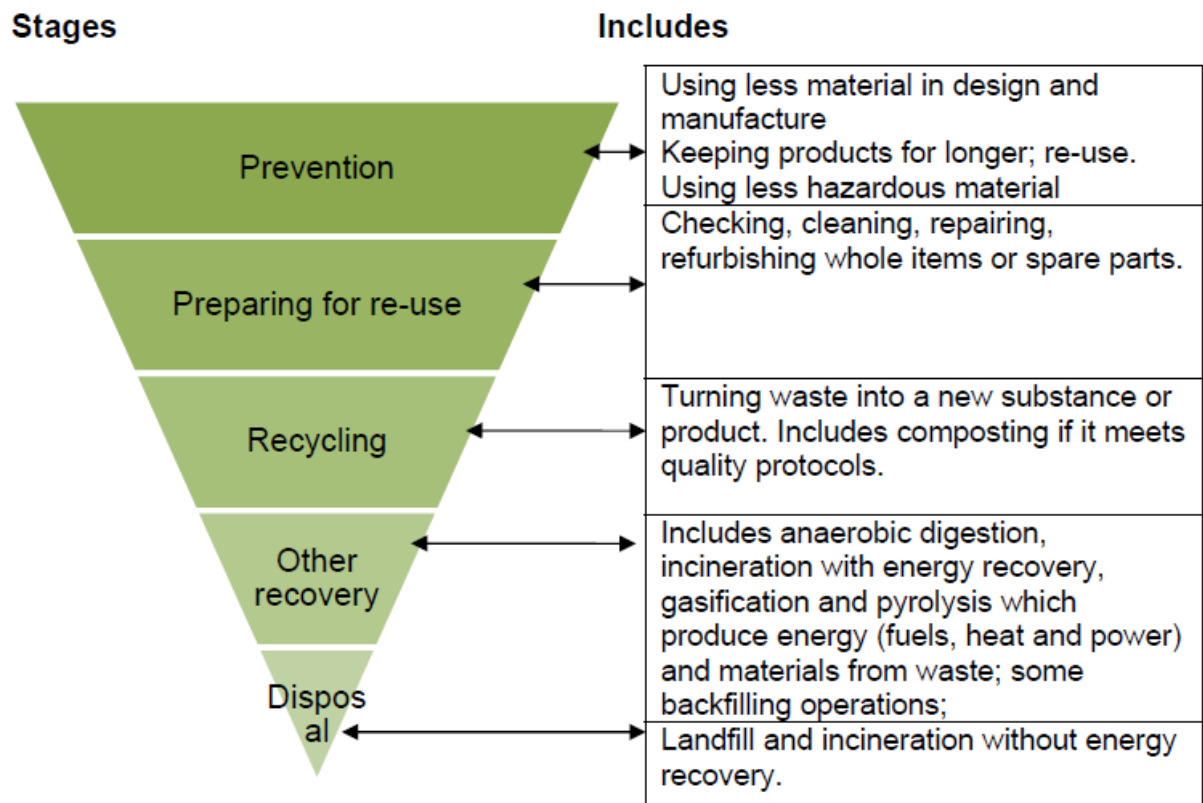 Stages
Includes
Prevention
Using less material in design and
manufacture
Keeping products for longer; re-use.
Using less hazardous material
Preparing for re-use
Checking, cleaning, repairing,
refurbishing whole items or spare parts.
Recycling
Turning waste into a new substance or
product. Includes composting if it meets
quality protocols.
Other
recovery
Includes anaerobic digestion,
incineration with energy recovery,
gasification and pyrolysis which
produce energy (fuels, heat and power)
and materials from waste; some
backfilling operations;
Dispos
al
Landfill and incineration without energy
recovery.